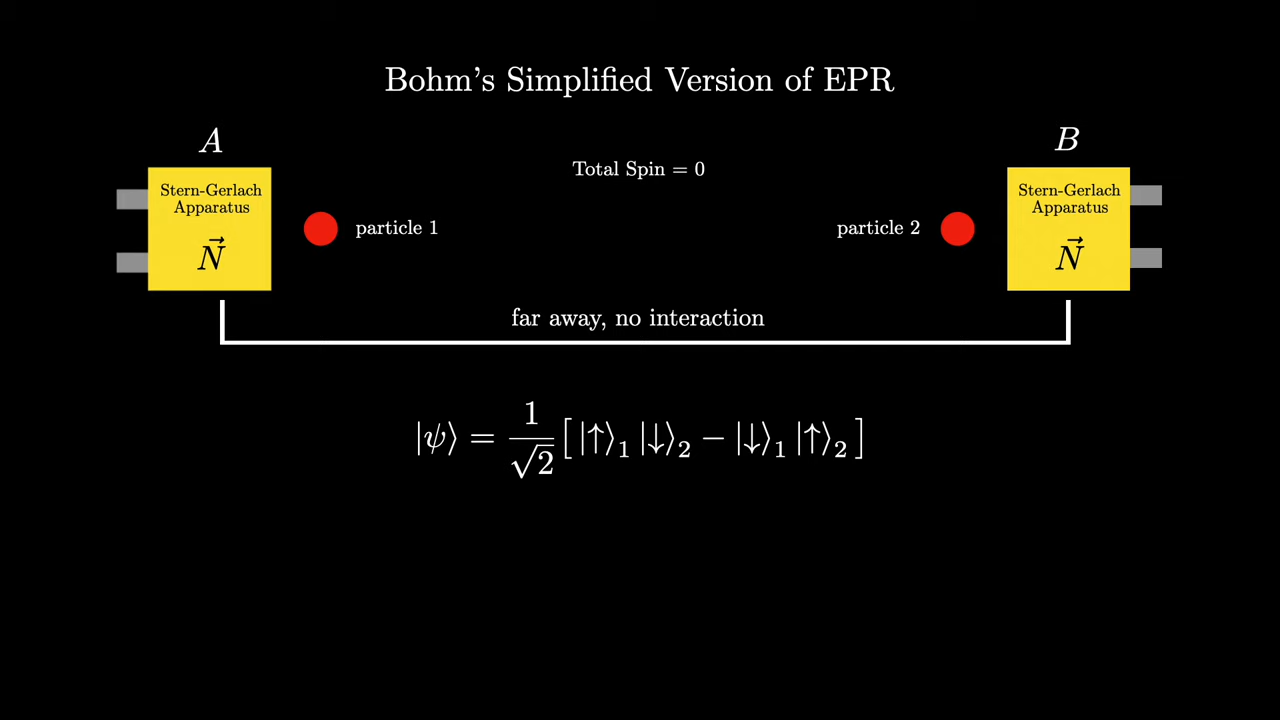 Bohm's Simplified Version of EPR
A
B
Total Spin = 0
Stern-Gerlach
Apparatus
N⃗
particle 1
particle 2
Stern-Gerlach
Apparatus
N⃗
far away, no interaction
|ψ⟩ = 1/√2 [ |↑⟩₁ |↓⟩₂ − |↓⟩₁ |↑⟩₂ ]